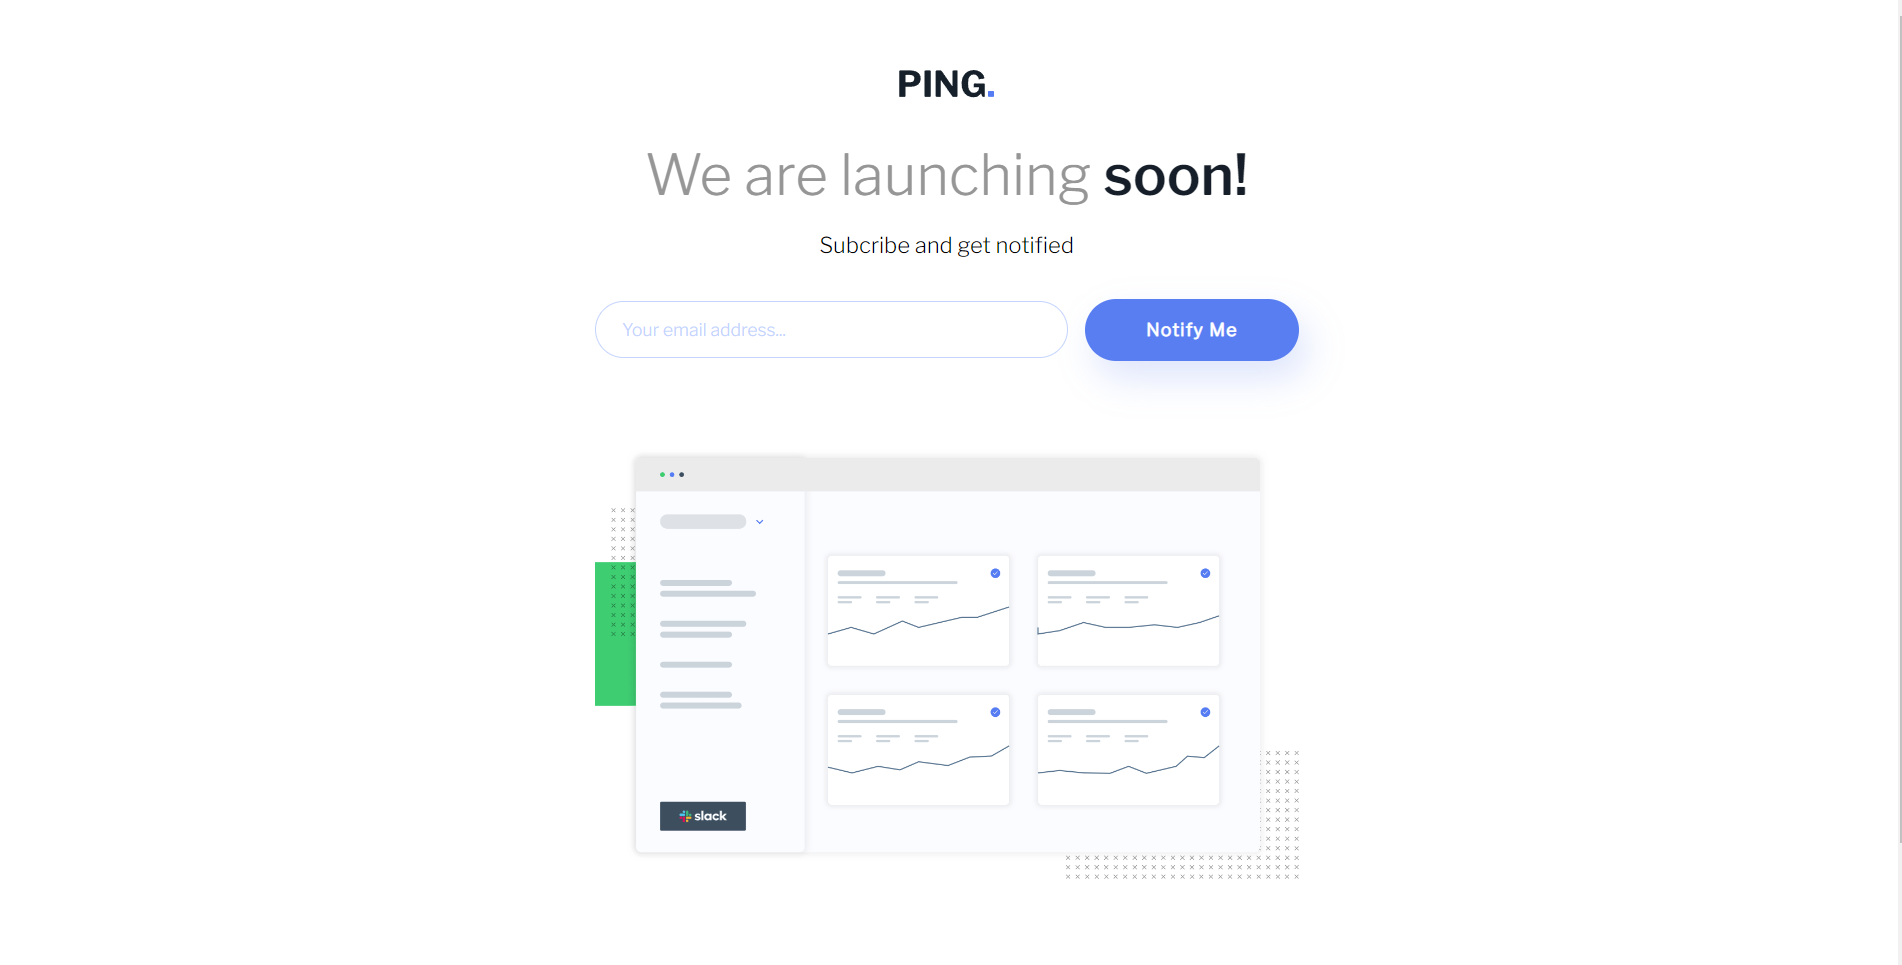 PING.
We are launching soon!
Subcribe and get notified
Your email address...
Notify Me
slack